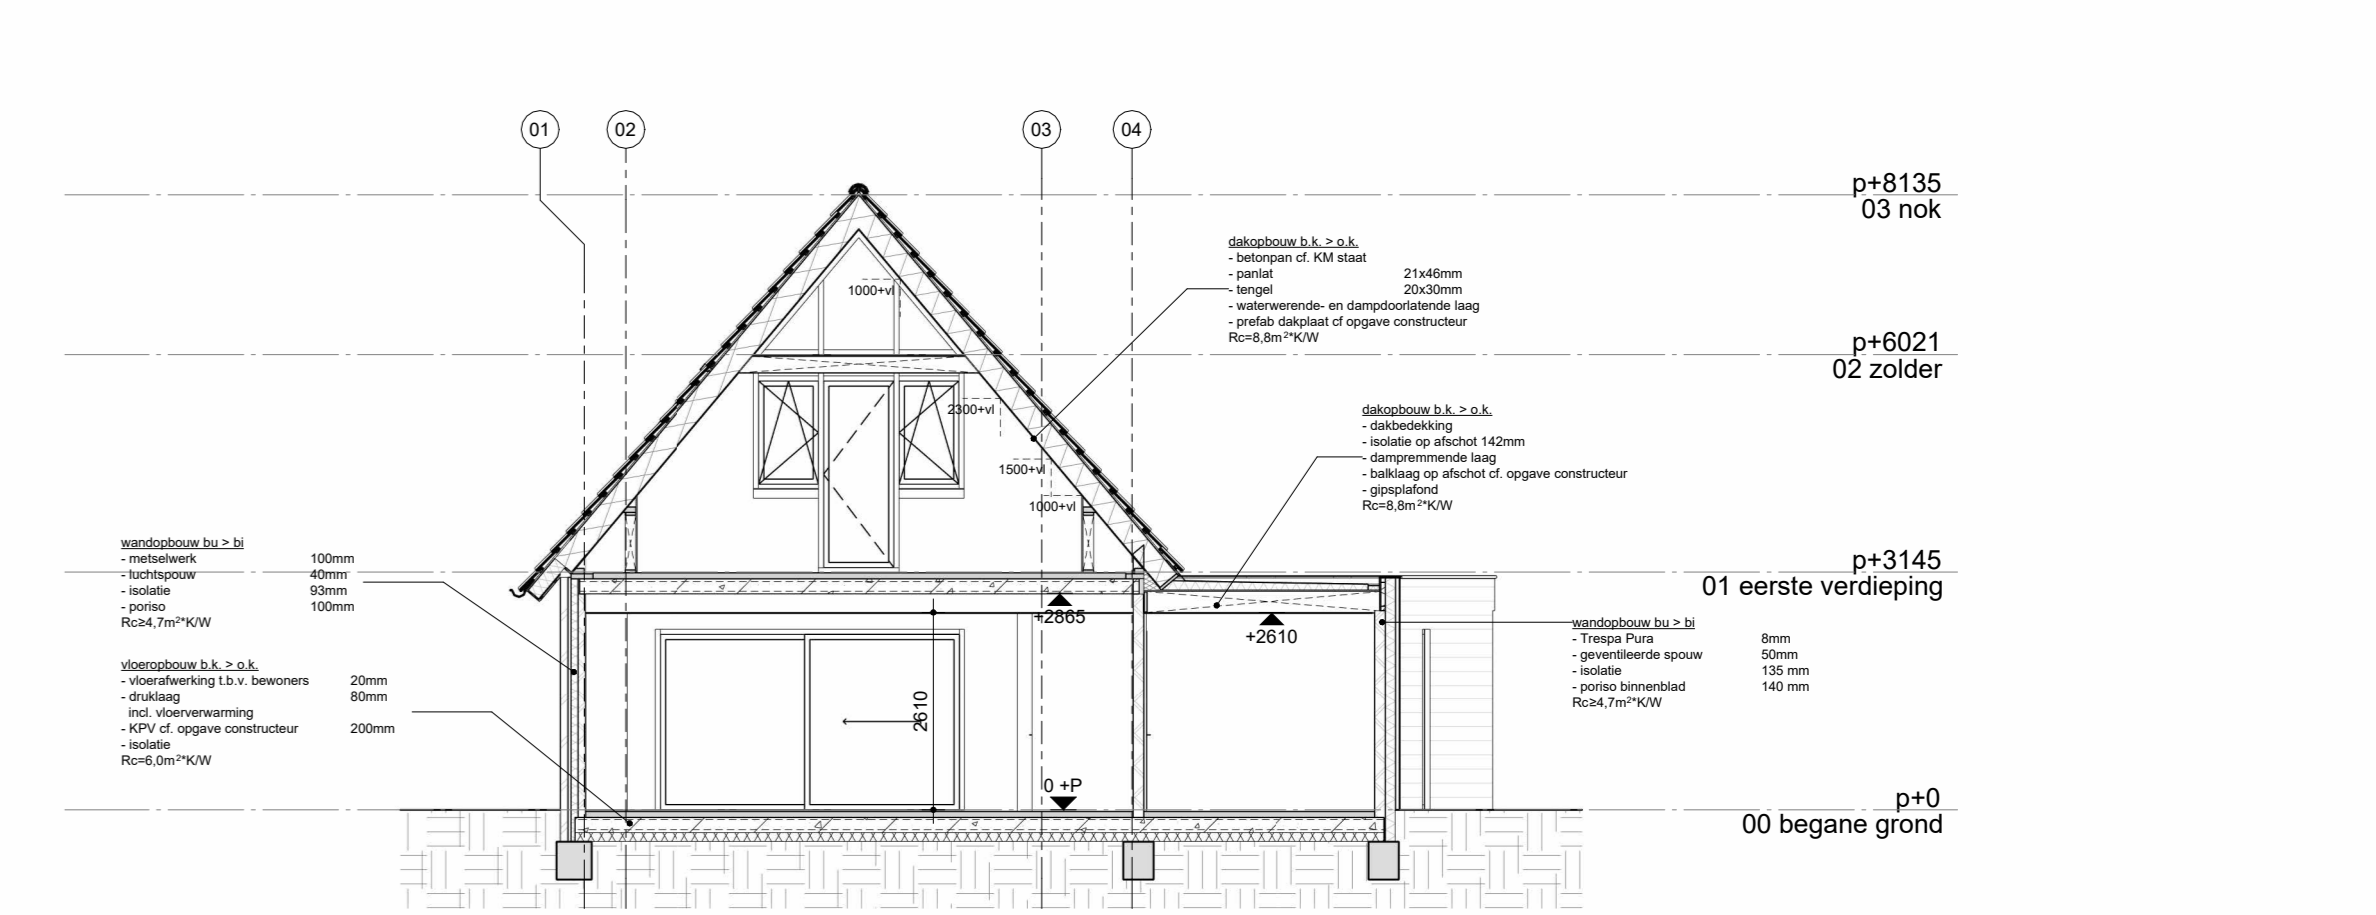 01 02 03 04
p+8135
03 nok
dakopbouw b.k. > o.k.
- betonpan cf. KM staat
- panlat 21x46mm
- tengel 20x30mm
- waterwerende- en dampdoorlatende laag
- prefab dakplaat cf opgave constructeur
Rc=8,8m²*K/W
1000+vl
p+6021
02 zolder
2300+vl
1500+vl
1000+vl
dakopbouw b.k. > o.k.
- dakbedekking
- isolatie op afschot 142mm
- dampremmende laag
- balklaag op afschot cf. opgave constructeur
- gipsplafond
Rc=8,8m²*K/W
wandopbouw bu > bi
- metselwerk 100mm
- luchtspouw 40mm
- isolatie 93mm
- poriso 100mm
Rc≥4,7m²*K/W
p+3145
01 eerste verdieping
+2865
+2610
wandopbouw bu > bi
- Trespa Pura 8mm
- geventileerde spouw 50mm
- isolatie 135 mm
- poriso binnenblad 140 mm
Rc≥4,7m²*K/W
vloeropbouw b.k. > o.k.
- vloerafwerking t.b.v. bewoners 20mm
- druklaag 80mm
incl. vloerverwarming
- KPV cf. opgave constructeur 200mm
- isolatie
Rc=6,0m²*K/W
2610
0 +P
p+0
00 begane grond